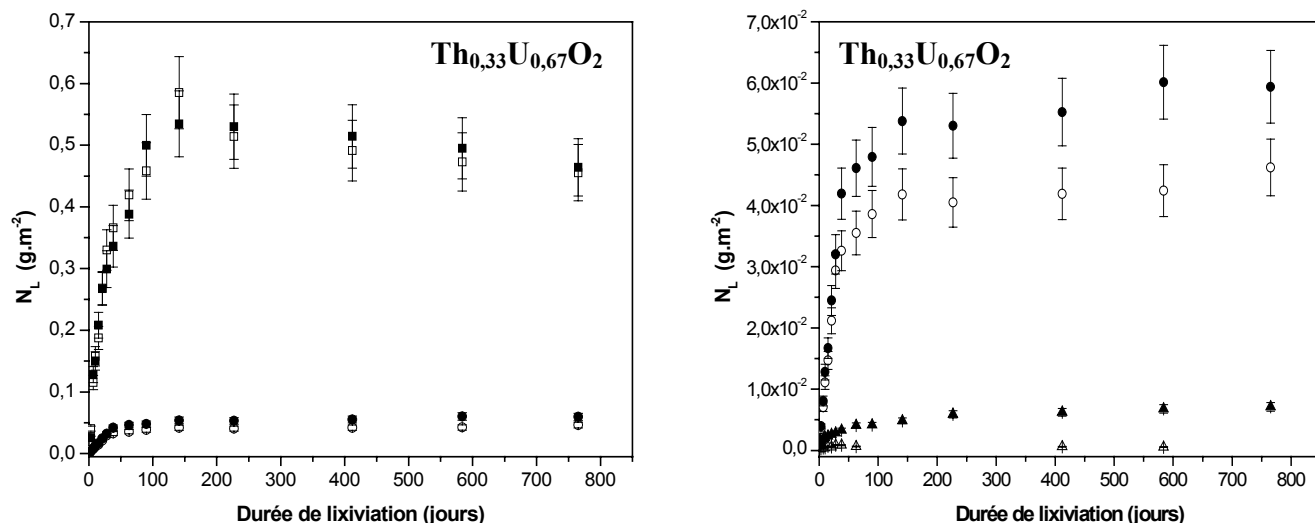 0,7
0,6
0,5
0,4
0,3
0,2
0,1
0,0
N_L (g.m⁻²)
Th₀,₃₃U₀,₆₇O₂
0 100 200 300 400 500 600 700 800
Durée de lixiviation (jours)
7,0x10⁻²
6,0x10⁻²
5,0x10⁻²
4,0x10⁻²
3,0x10⁻²
2,0x10⁻²
1,0x10⁻²
0,0
N_L (g.m⁻²)
Th₀,₃₃U₀,₆₇O₂
0 100 200 300 400 500 600 700 800
Durée de lixiviation (jours)